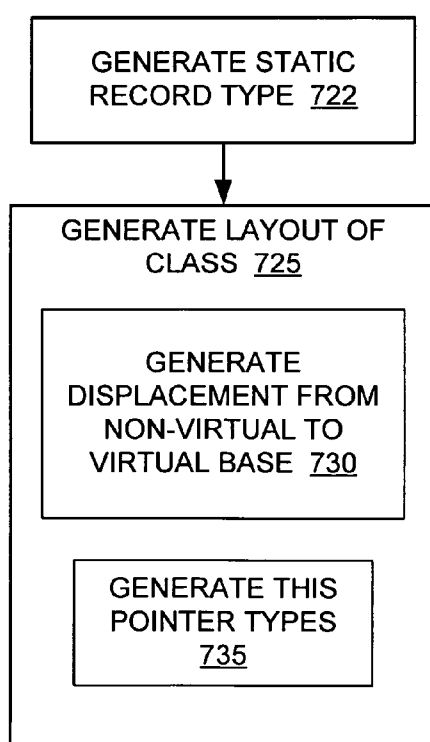 GENERATE STATIC
RECORD TYPE 722
GENERATE LAYOUT OF
CLASS 725
GENERATE
DISPLACEMENT FROM
NON-VIRTUAL TO
VIRTUAL BASE 730
GENERATE THIS
POINTER TYPES
735